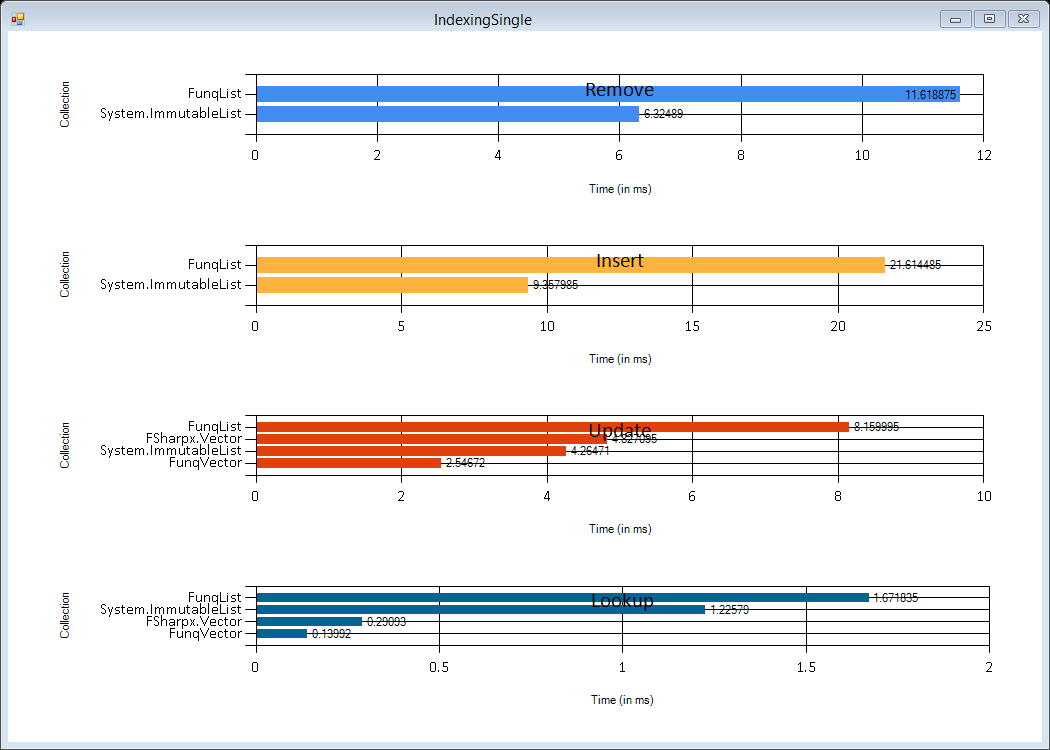 IndexingSingle
Remove
Collection
FunqList
11.618875
System.ImmutableList
6.32489
0 2 4 6 8 10 12
Time (in ms)
Insert
Collection
FunqList
21.614485
System.ImmutableList
9.357985
0 5 10 15 20 25
Time (in ms)
Update
Collection
FunqList
8.159995
FSharpx.Vector
4.827095
System.ImmutableList
4.26471
FunqVector
2.54672
0 2 4 6 8 10
Time (in ms)
Lookup
Collection
FunqList
1.671835
System.ImmutableList
1.22579
FSharpx.Vector
0.29093
FunqVector
0.13992
0 0.5 1 1.5 2
Time (in ms)